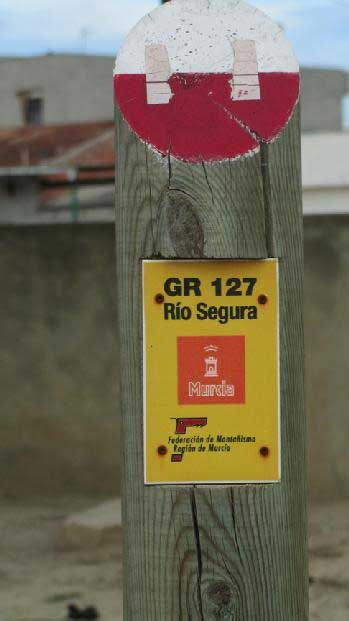 GR 127
Río Segura
Murcia
Federación de Montañismo
Región de Murcia